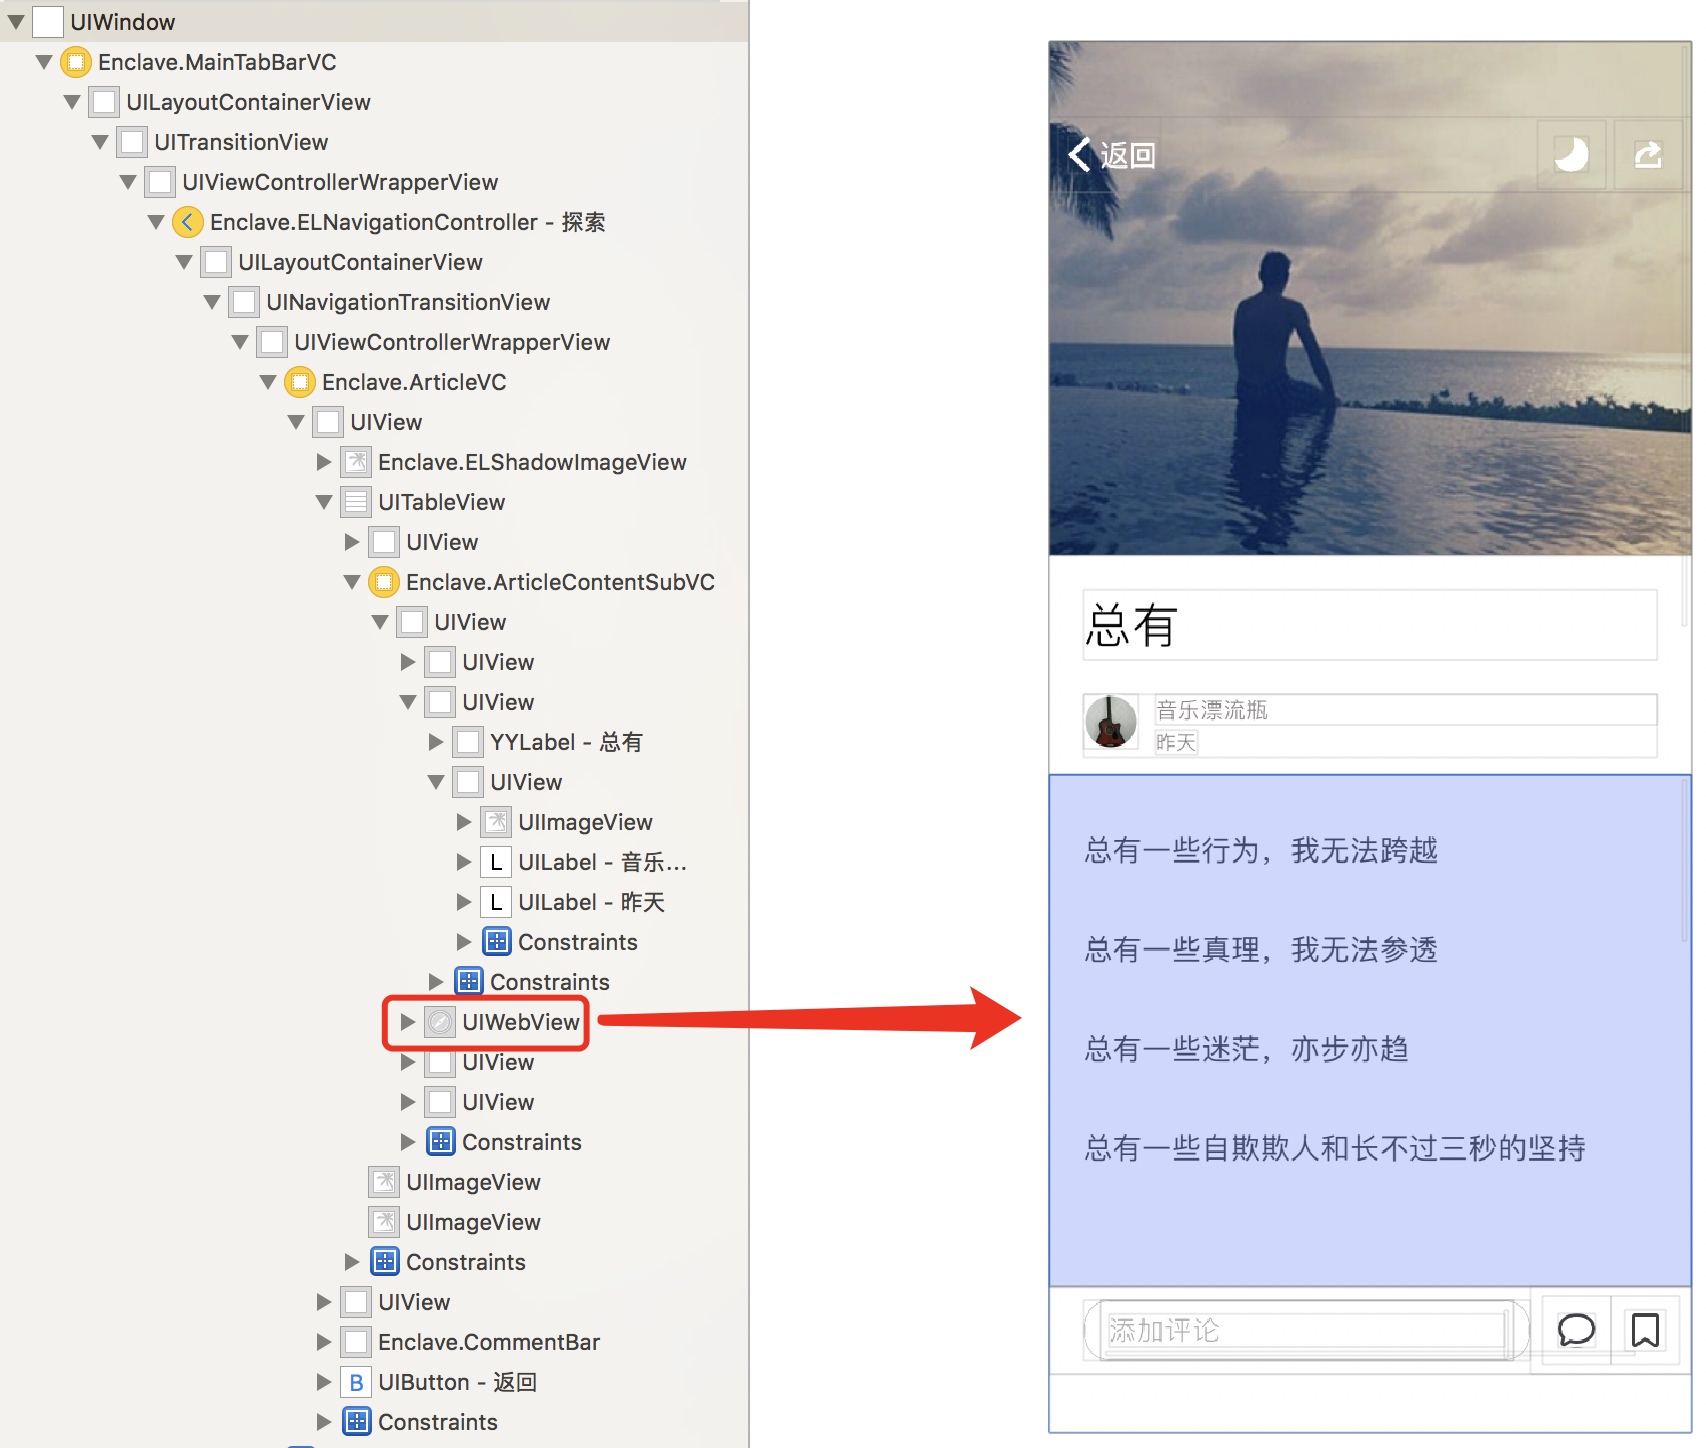 UIWindow
Enclave.MainTabBarVC
UILayoutContainerView
UITransitionView
UIViewControllerWrapperView
Enclave.ELNavigationController - 探索
UILayoutContainerView
UINavigationTransitionView
UIViewControllerWrapperView
Enclave.ArticleVC
UIView
Enclave.ELShadowImageView
UITableView
UIView
Enclave.ArticleContentSubVC
UIView
UIView
UIView
YYLabel - 总有
UIView
UIImageView
L UILabel - 音乐...
L UILabel - 昨天
Constraints
Constraints
UIWebView
UIView
UIView
Constraints
UIImageView
UIImageView
Constraints
UIView
Enclave.CommentBar
B UIButton - 返回
Constraints
返回
总有
音乐漂流瓶
昨天
总有一些行为，我无法跨越
总有一些真理，我无法参透
总有一些迷茫，亦步亦趋
总有一些自欺欺人和长不过三秒的坚持
添加评论